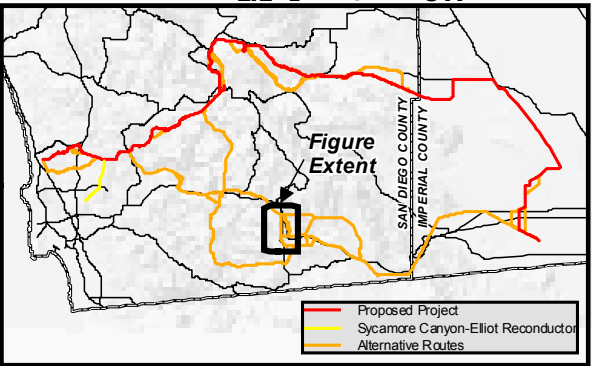 Figure
Extent
SAN DIEGO COUNTY
IMPERIAL COUNTY
Proposed Project
Sycamore Canyon-Elliot Reconductor
Alternative Routes